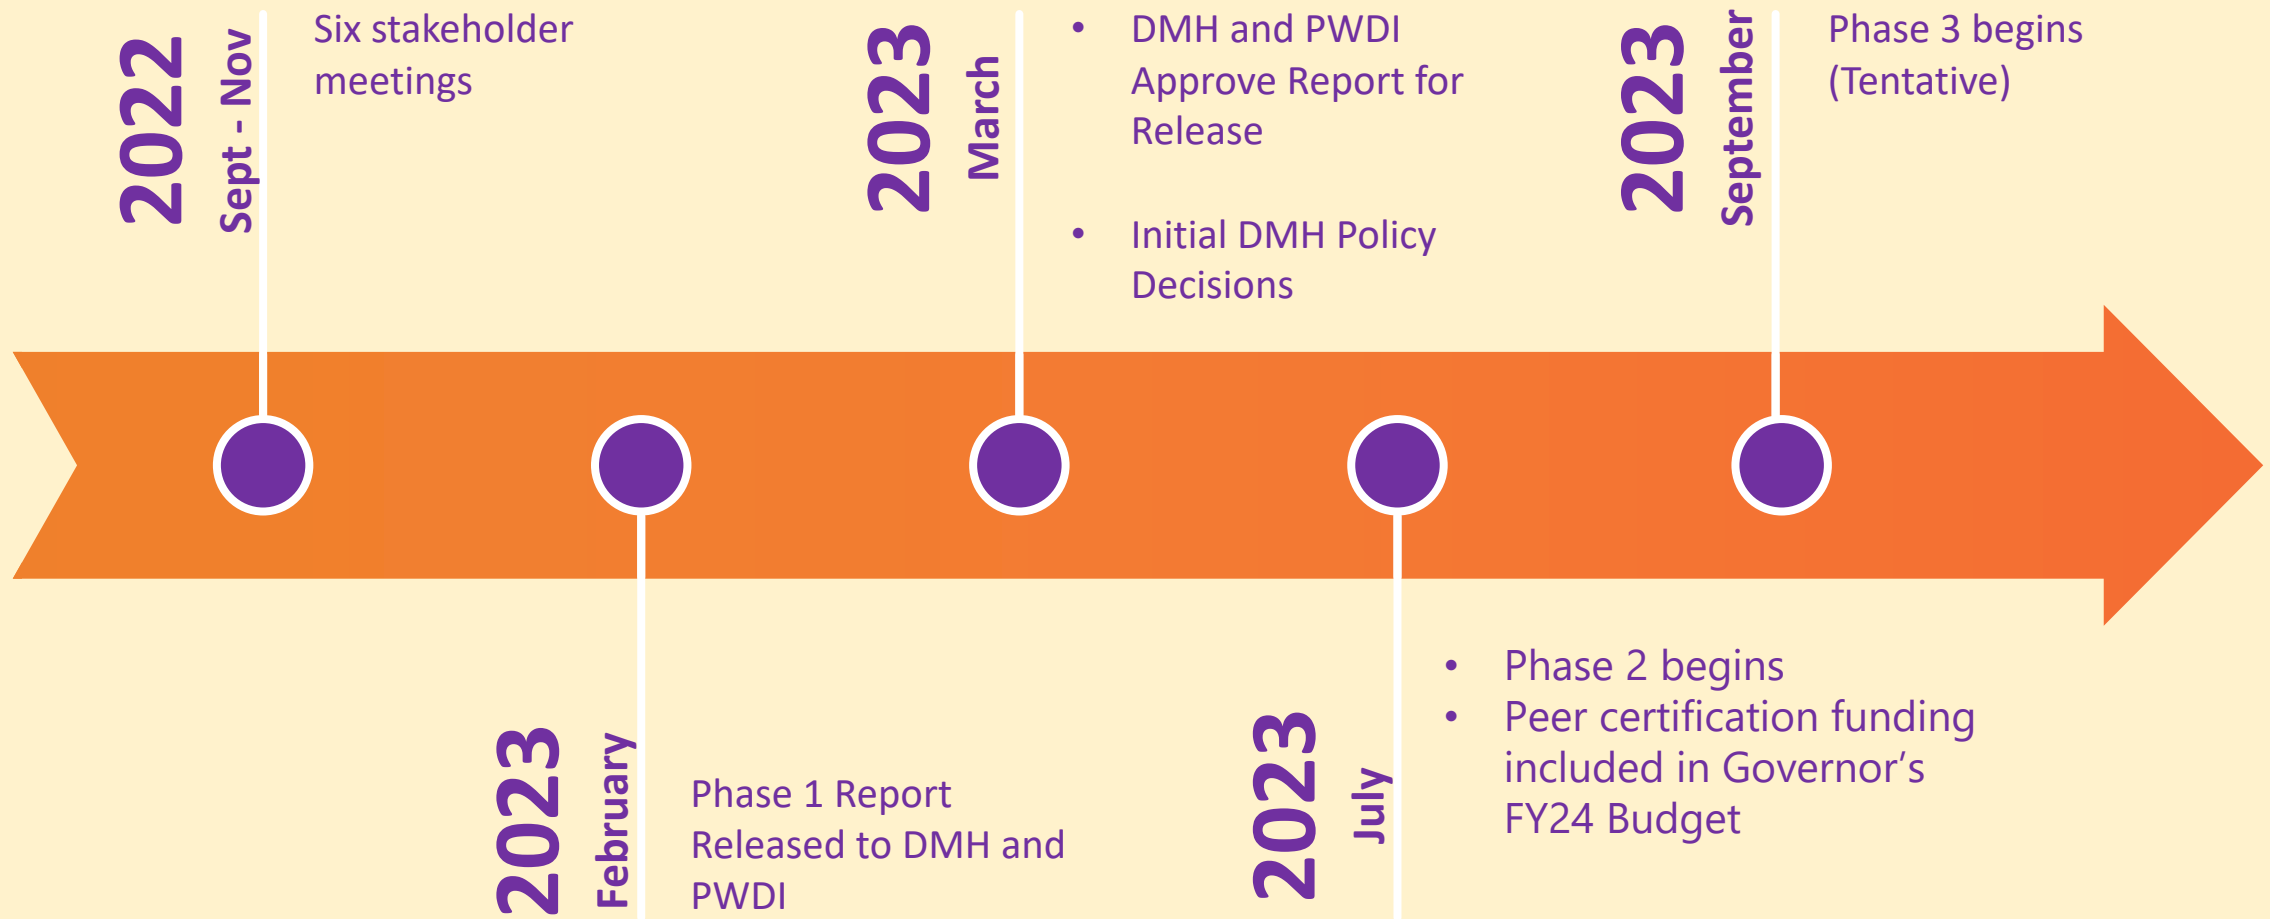 2022
Sept - Nov
Six stakeholder
meetings
2023
March
• DMH and PWDI
Approve Report for
Release
• Initial DMH Policy
Decisions
2023
September
Phase 3 begins
(Tentative)
2023
February
Phase 1 Report
Released to DMH and
PWDI
2023
July
• Phase 2 begins
• Peer certification funding
included in Governor’s
FY24 Budget